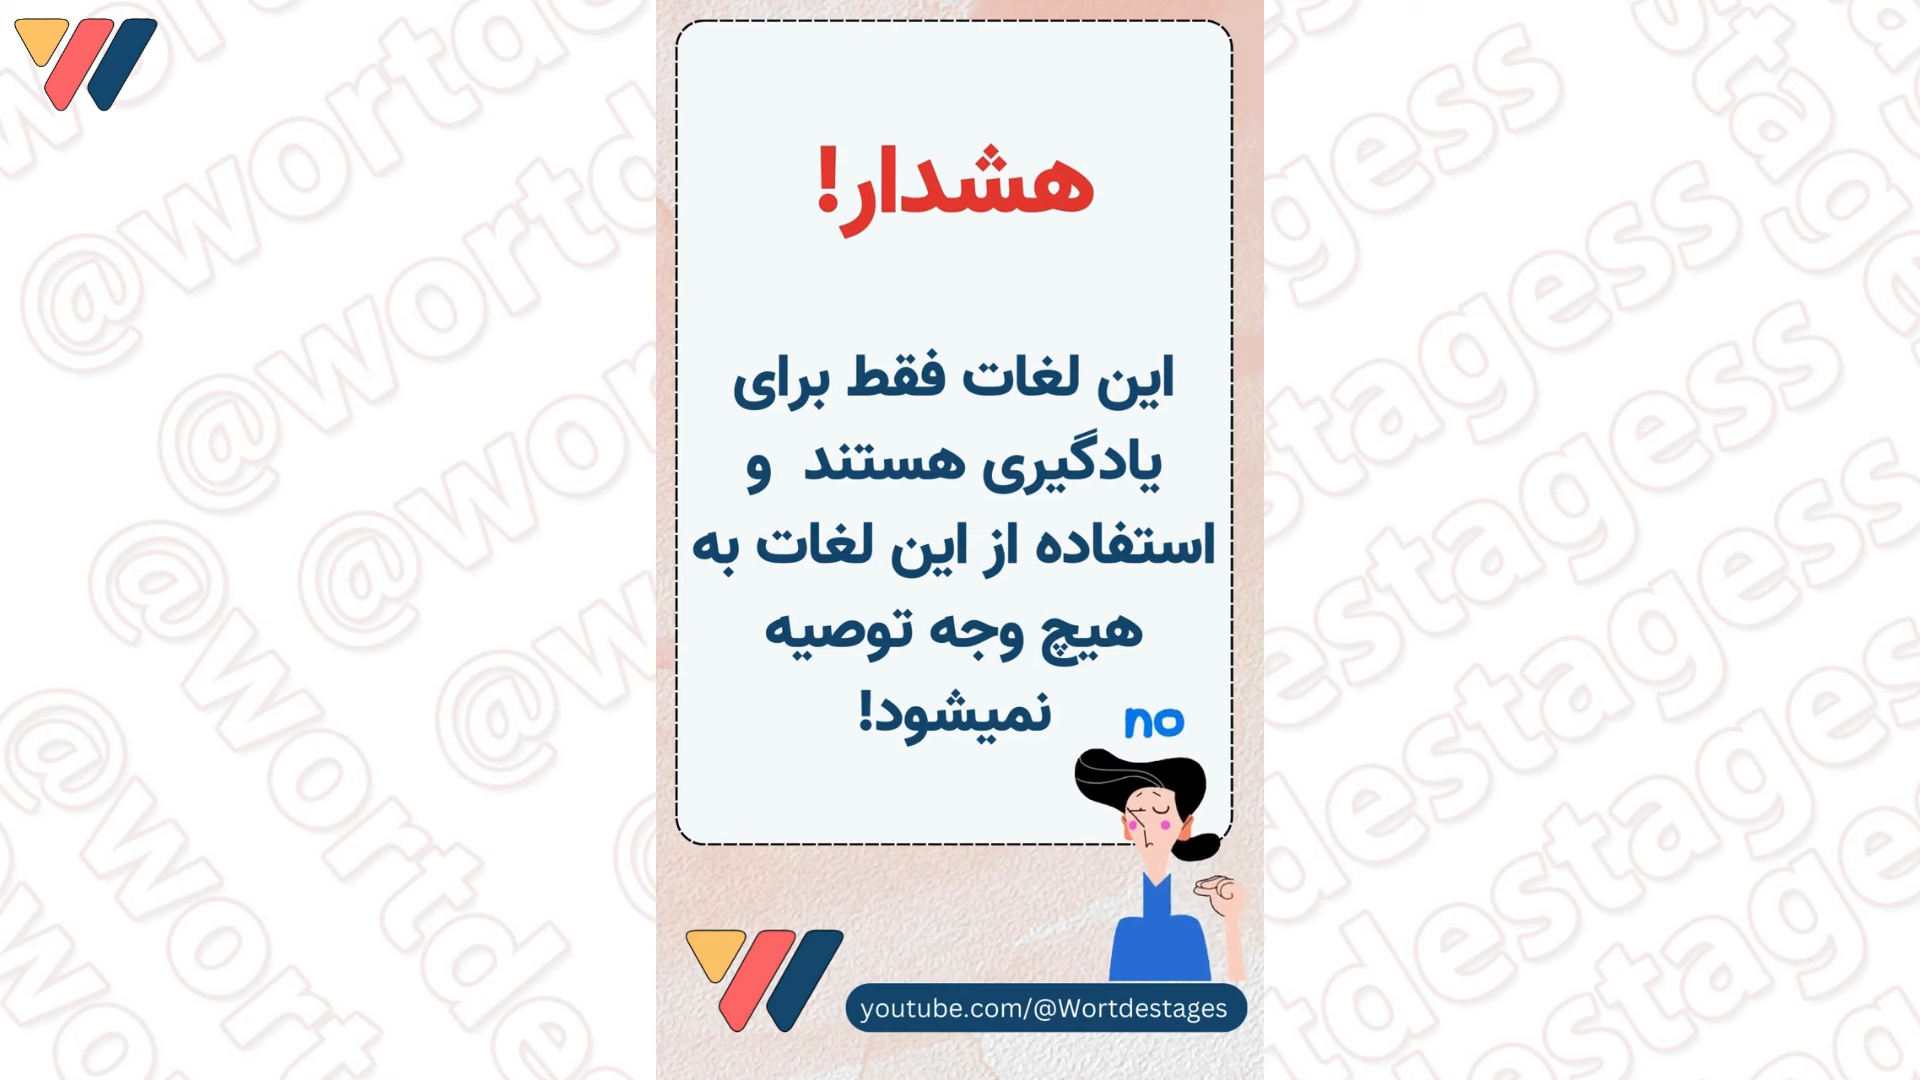 هشدار!
این لغات فقط برای
یادگیری هستند و
استفاده از این لغات به
هیچ وجه توصیه
نمیشود!
no
youtube.com/@Wortdestages